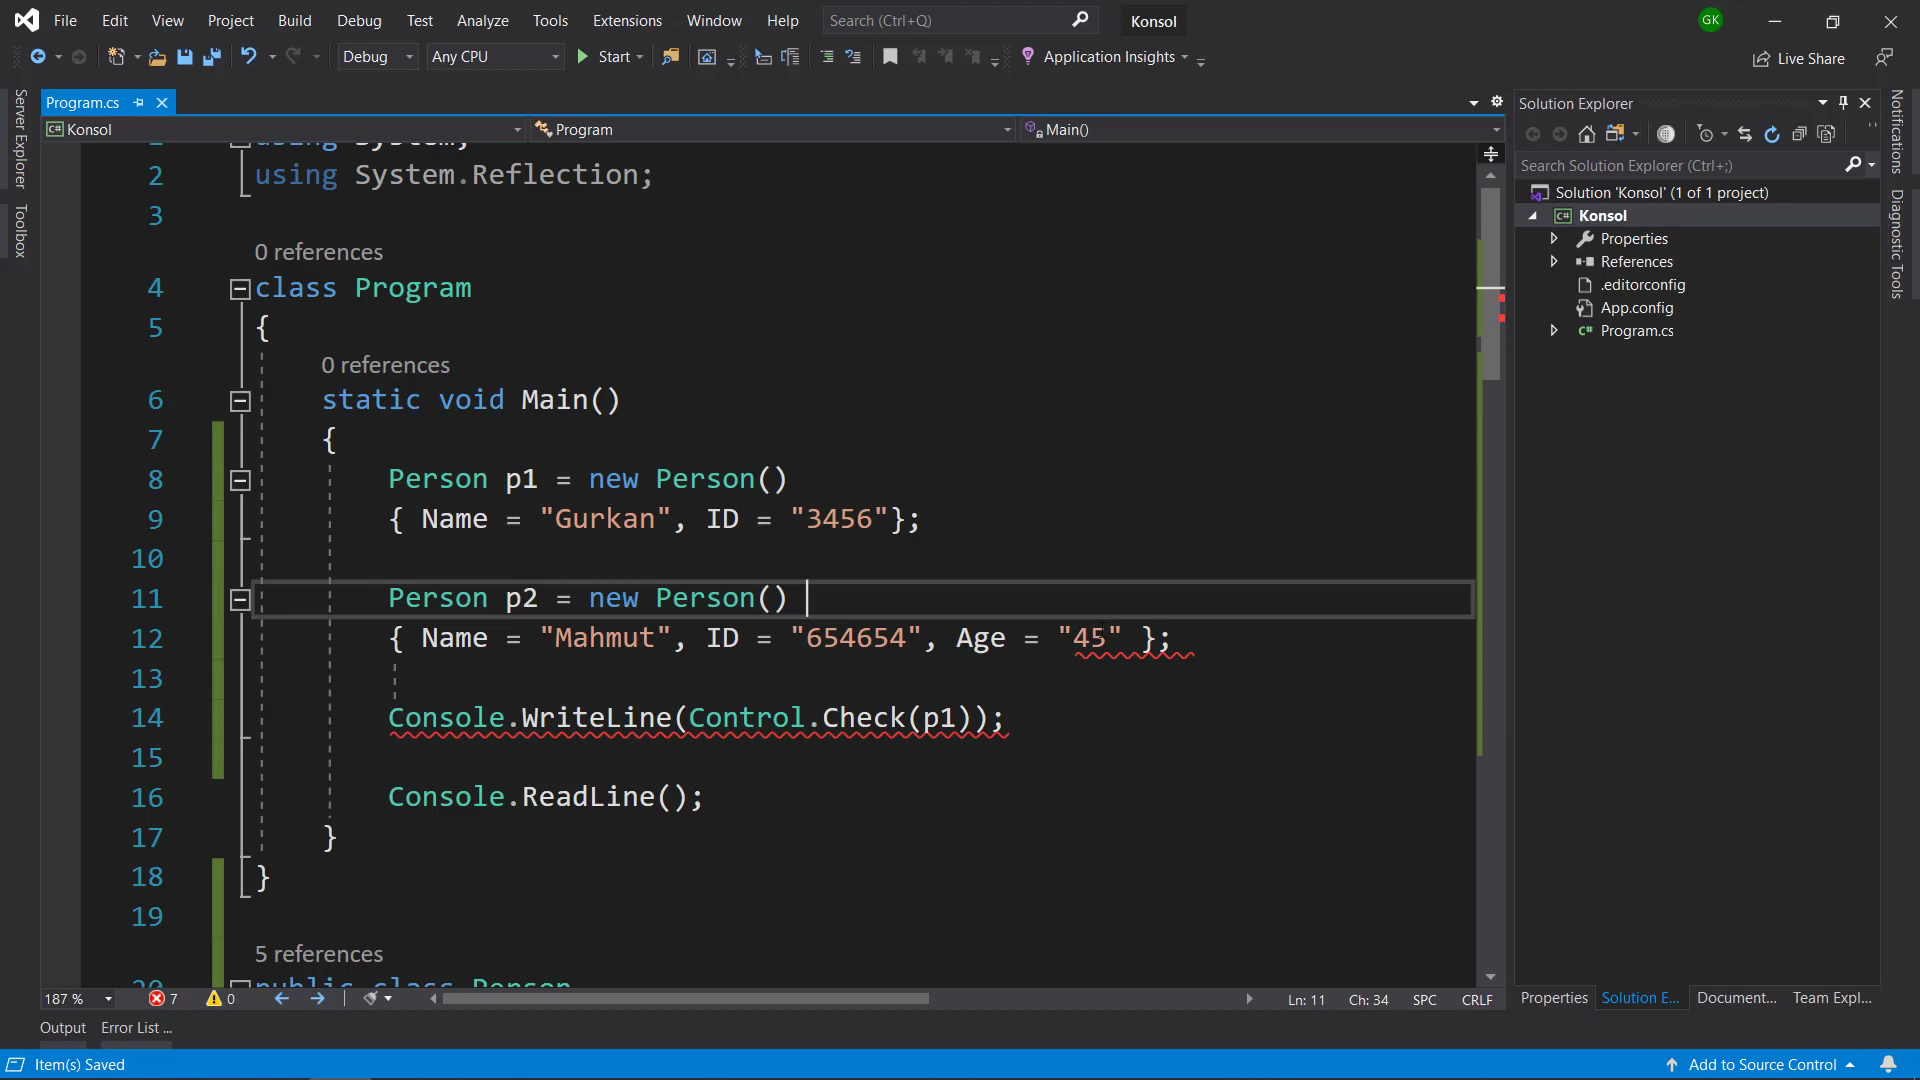 File Edit View Project Build Debug Test Analyze Tools Extensions Window Help Search (Ctrl+Q) Konsol GK
Debug Any CPU Start Application Insights Live Share
Program.cs
Konsol Program Main()
Server Explorer
Toolbox
using System;
2 using System.Reflection;
3
0 references
4 class Program
5 {
0 references
6 static void Main()
7 {
8 Person p1 = new Person()
9 { Name = "Gurkan", ID = "3456"};
10
11 Person p2 = new Person()
12 { Name = "Mahmut", ID = "654654", Age = "45" };
13
14 Console.WriteLine(Control.Check(p1));
15
16 Console.ReadLine();
17 }
18 }
19
5 references
20 public class Person
187 % 7 0 Ln: 11 Ch: 34 SPC CRLF
Output Error List ...
Item(s) Saved
Solution Explorer
Search Solution Explorer (Ctrl+;)
Solution 'Konsol' (1 of 1 project)
C# Konsol
Properties
References
.editorconfig
App.config
C# Program.cs
Properties Solution E... Document... Team Expl...
Notifications
Diagnostic Tools
Add to Source Control